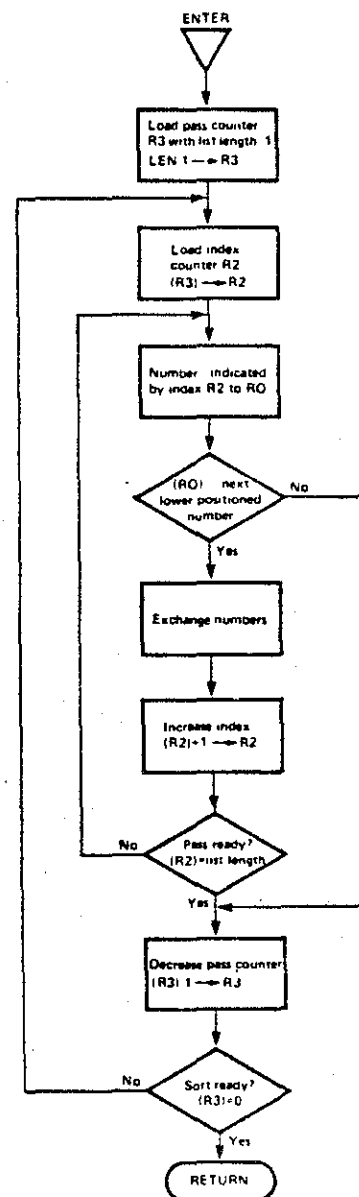 ENTER
Load pass counter
R3 with list length 1
LEN 1 → R3
Load index
counter R2
(R3) → R2
Number indicated
by index R2 to R0
(R0) next
lower positioned
number
No
Yes
Exchange numbers
Increase index
(R2)+1 → R2
Pass ready?
(R2)=list length
No
Yes
Decrease pass counter
(R3) 1 → R3
Sort ready?
(R3)=0
No
Yes
RETURN